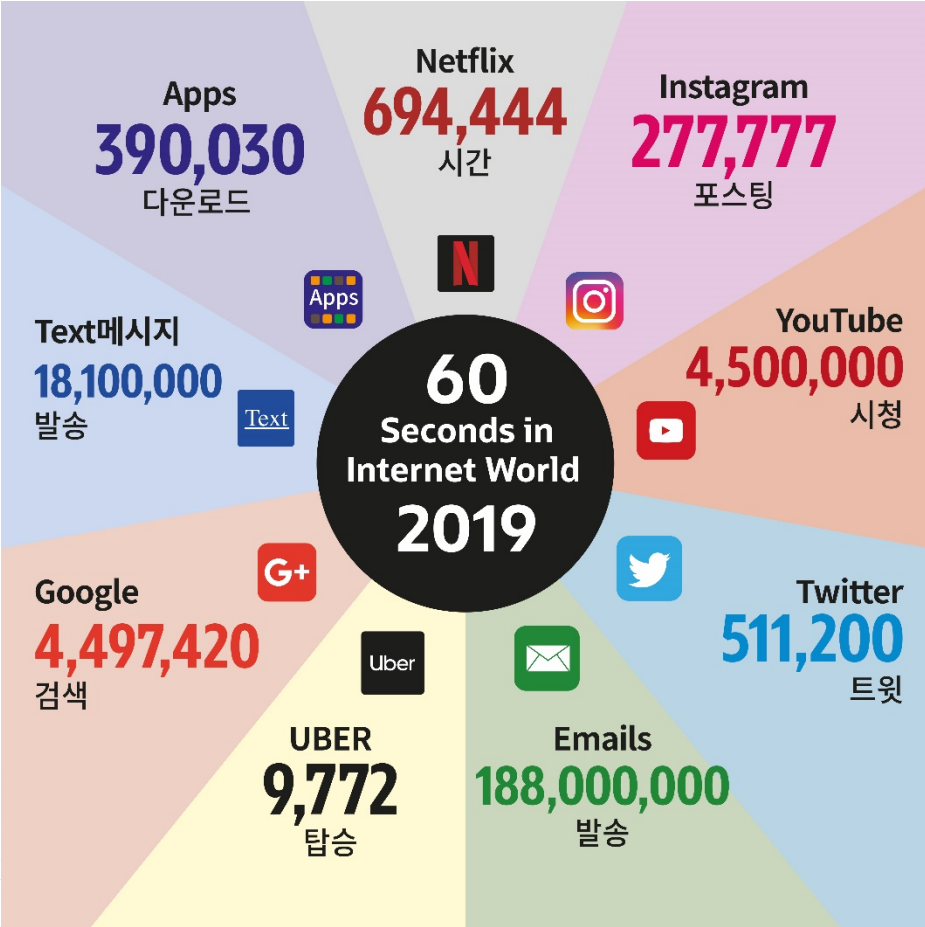 Netflix
694,444
시간
Instagram
277,777
포스팅
YouTube
4,500,000
시청
Twitter
511,200
트윗
Emails
188,000,000
발송
UBER
9,772
탑승
Uber
Google
4,497,420
검색
G+
Text메시지
18,100,000
발송
Text
Apps
390,030
다운로드
Apps
N
60
Seconds in
Internet World
2019